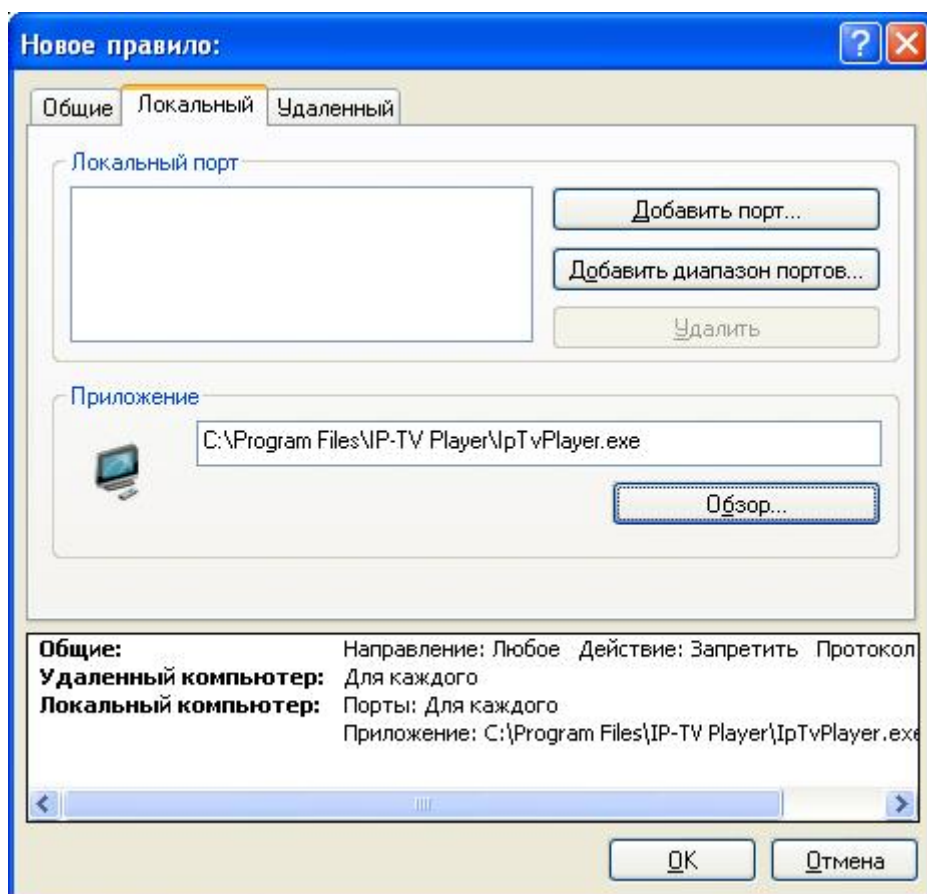 Новое правило:
Общие Локальный Удаленный
Локальный порт
Добавить порт...
Добавить диапазон портов...
Удалить
Приложение
C:\Program Files\IP-TV Player\IpTvPlayer.exe
Обзор...
Общие: Направление: Любое Действие: Запретить Протокол
Удаленный компьютер: Для каждого
Локальный компьютер: Порты: Для каждого
Приложение: C:\Program Files\IP-TV Player\IpTvPlayer.exe
OK Отмена